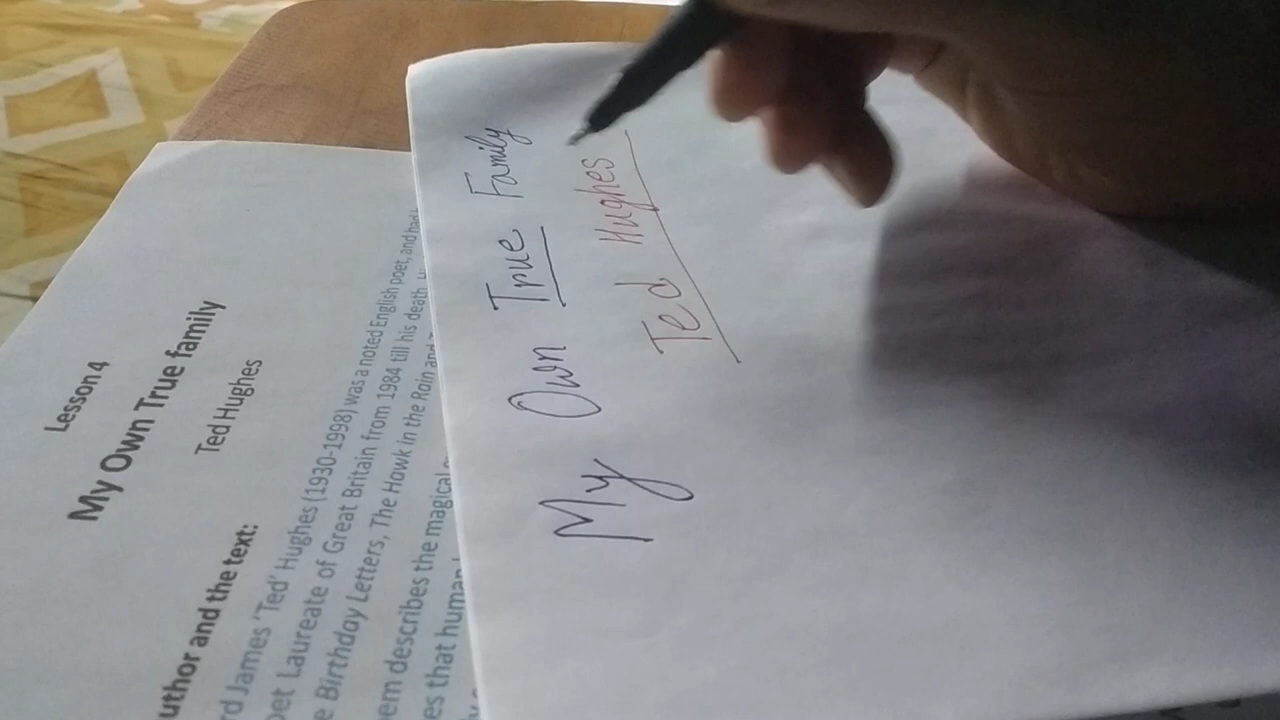 Lesson 4
My Own True family
Ted Hughes
uthor and the text:
rd James 'Ted' Hughes (1930-1998) was a noted English poet, and had
oet Laureate of Great Britain from 1984 till his death.
e Birthday Letters, The Hawk in the Rain and
em describes the magical
es that human
My Own True Family
Ted Hughes